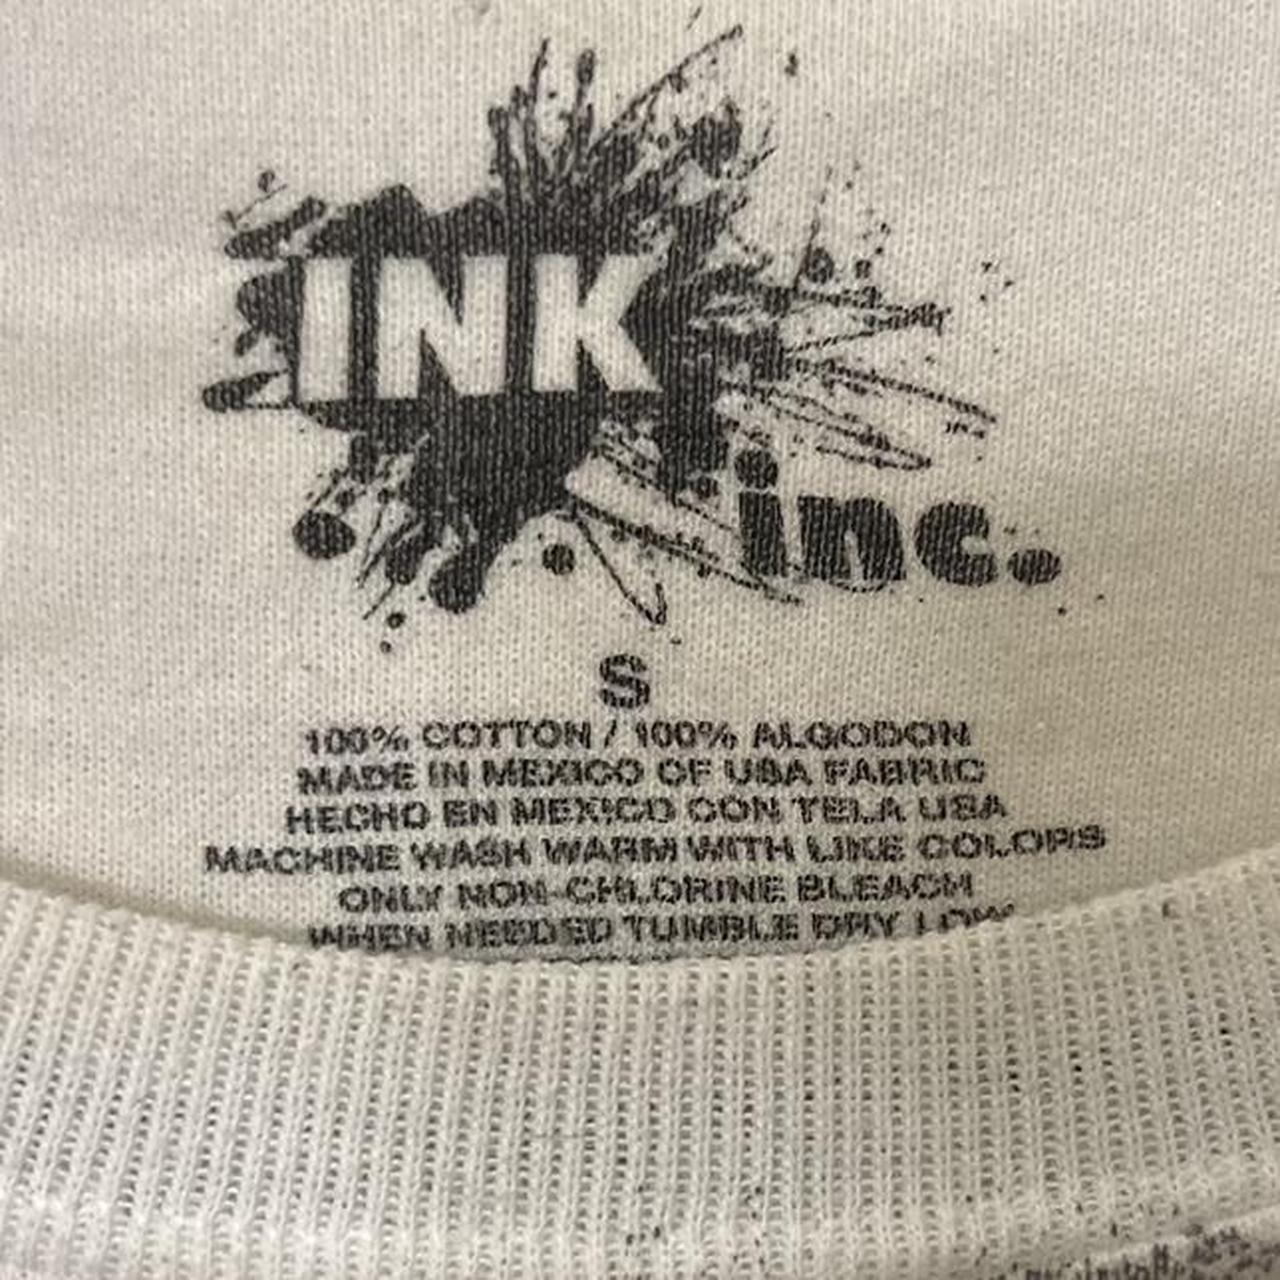 INK
inc.
S
100% COTTON / 100% ALGODON
MADE IN MEXICO OF USA FABRIC
HECHO EN MEXICO CON TELA USA
MACHINE WASH WARM WITH LIKE COLORS
ONLY NON-CHLORINE BLEACH
WHEN NEEDED TUMBLE DRY LOW